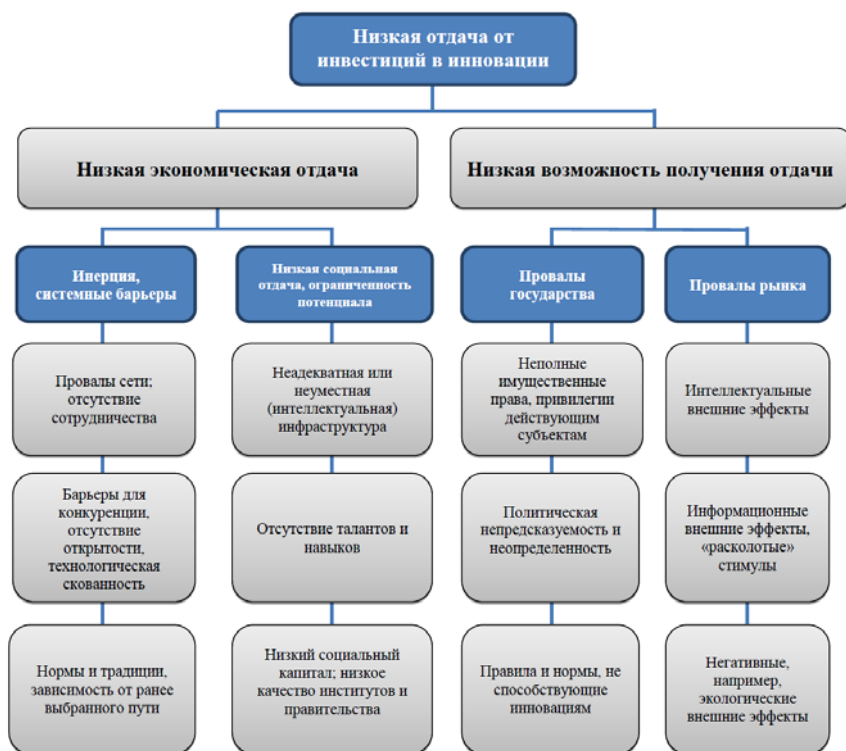 Низкая отдача от
инвестиций в инновации
Низкая экономическая отдача
Низкая возможность получения отдачи
Инерция,
системные барьеры
Низкая социальная
отдача, ограниченность
потенциала
Провалы
государства
Провалы рынка
Провалы сети;
отсутствие
сотрудничества
Неадекватная или
неуместная
(интеллектуальная)
инфраструктура
Неполные
имущественные
права, привилегии
действующим
субъектам
Интеллектуальные
внешние эффекты
Барьеры для
конкуренции,
отсутствие
открытости,
технологическая
скованность
Отсутствие талантов и
навыков
Политическая
непредсказуемость и
неопределенность
Информационные
внешние эффекты,
«расколотые»
стимулы
Нормы и традиции,
зависимость от ранее
выбранного пути
Низкий социальный
капитал; низкое
качество институтов и
правительства
Правила и нормы, не
способствующие
инновациям
Негативные,
например,
экологические
внешние эффекты